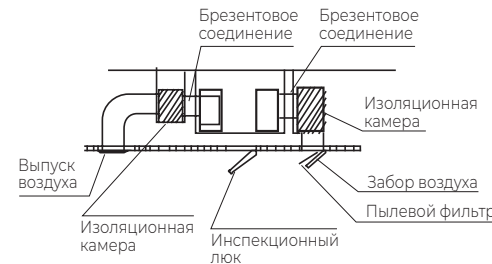 Брезентовое
соединение
Брезентовое
соединение
Изоляционная
камера
Выпуск
воздуха
Забор воздуха
Пылевой фильтр
Изоляционная
камера
Инспекционный
люк